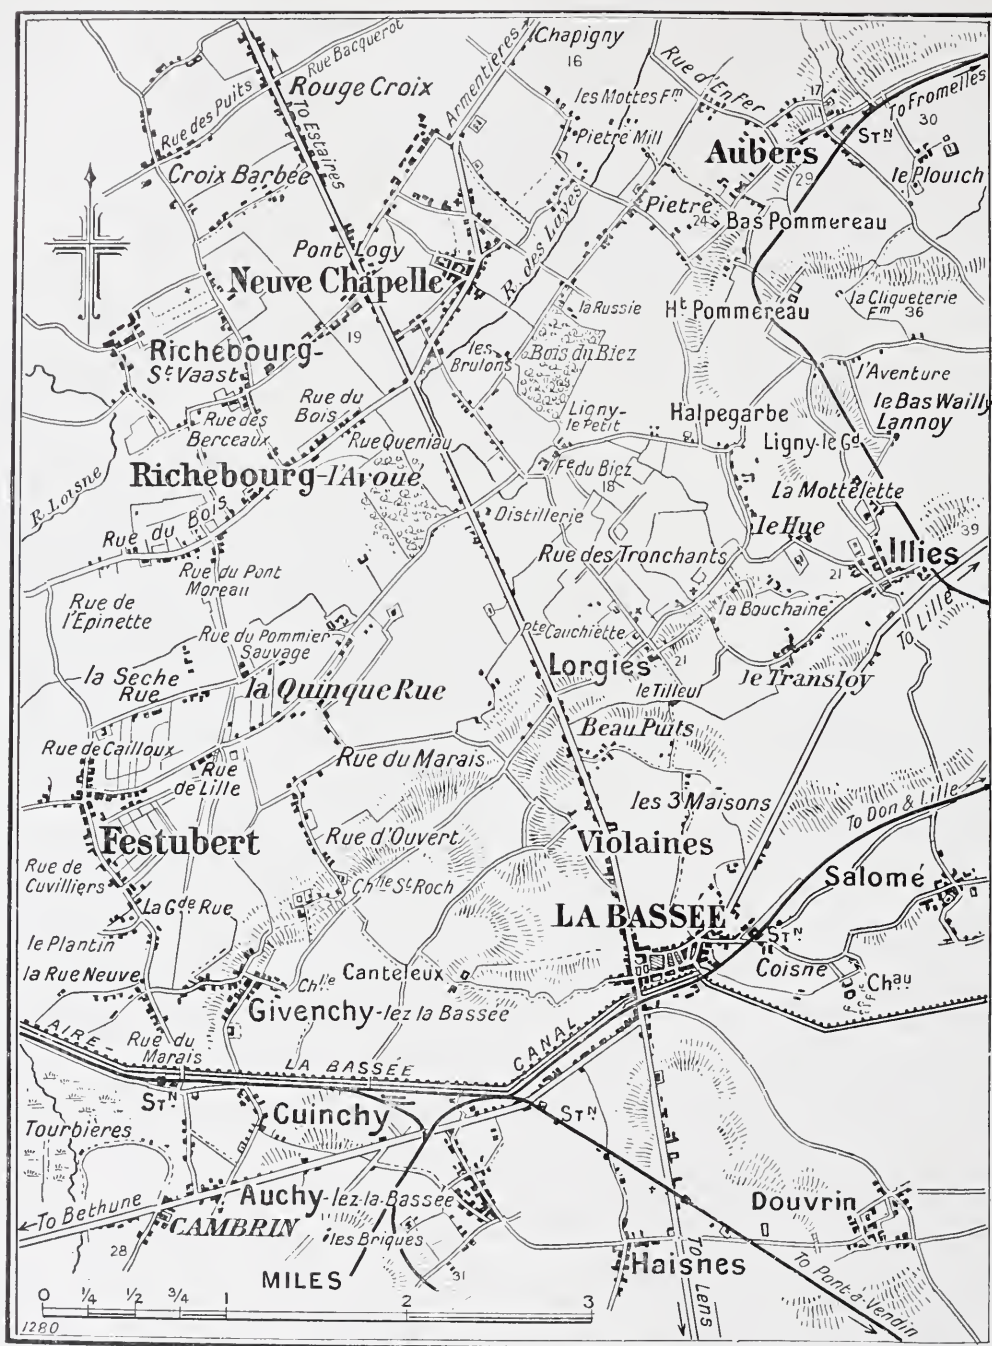 Chapigny
16
Rue Bacquerot
Armentières
Rouge Croix
Rue des Puits
To Estaires
les Mottes Fm
Rue d'Enfer
17
To Fromelles
30
Pietre Mill
Aubers
STN
le Plouich
Croix Barbée
29
Pietre
24
Bas Pommereau
Pont Logy
R. des Layes
Neuve Chapelle
la Russie
Ht Pommereau
la Cliqueterie
Fm 36
19
Richebourg-
St Vaast
les
Brulons
Bois du Biez
l'Aventure
Rue du
Bois
Rue des
Berceaux
Ligny-
le Petit
Halpegarbe
le Bas Wailly
Lannoy
Rue Queniau
Ligny-le-Gd
R. Loisne
Richebourg-l'Avoué
Fe du Biez
18
La Mottelette
Distillerie
le Hue
39
Rue du Bois
Rue des Tronchants
Illies
21
Rue du Pont
Moreau
Rue de
l'Epinette
la Bouchaine
Rue du Pommier
Sauvage
Pte Cauchiette
To Lille
la Seche
Rue
Lorgies
21
la Quinque Rue
le Tilleul
le Transloy
Beau Puits
Rue de Cailloux
Rue du Marais
Rue
de Lille
les 3 Maisons
To Don & Lille
Festubert
Rue d'Ouvert
Violaines
Rue de
Cuvilliers
Chlle St Roch
Salomé
La Gde Rue
LA BASSÉE
le Plantin
STN
la Rue Neuve
Chlle
Canteleux
Coisne
Chau
Givenchy-lez la Bassée
AIRE-
Rue du
Marais
LA BASSÉE
CANAL
STN
Cuinchy
STN
Tourbières
To Bethune
Auchy-lez-la-Bassée
Douvrin
CAMBRIN
28
les Briques
31
Haisnes
To Lens
To Pont-à-Vendin
MILES
0 ¼ ½ ¾ 1 2 3
1280